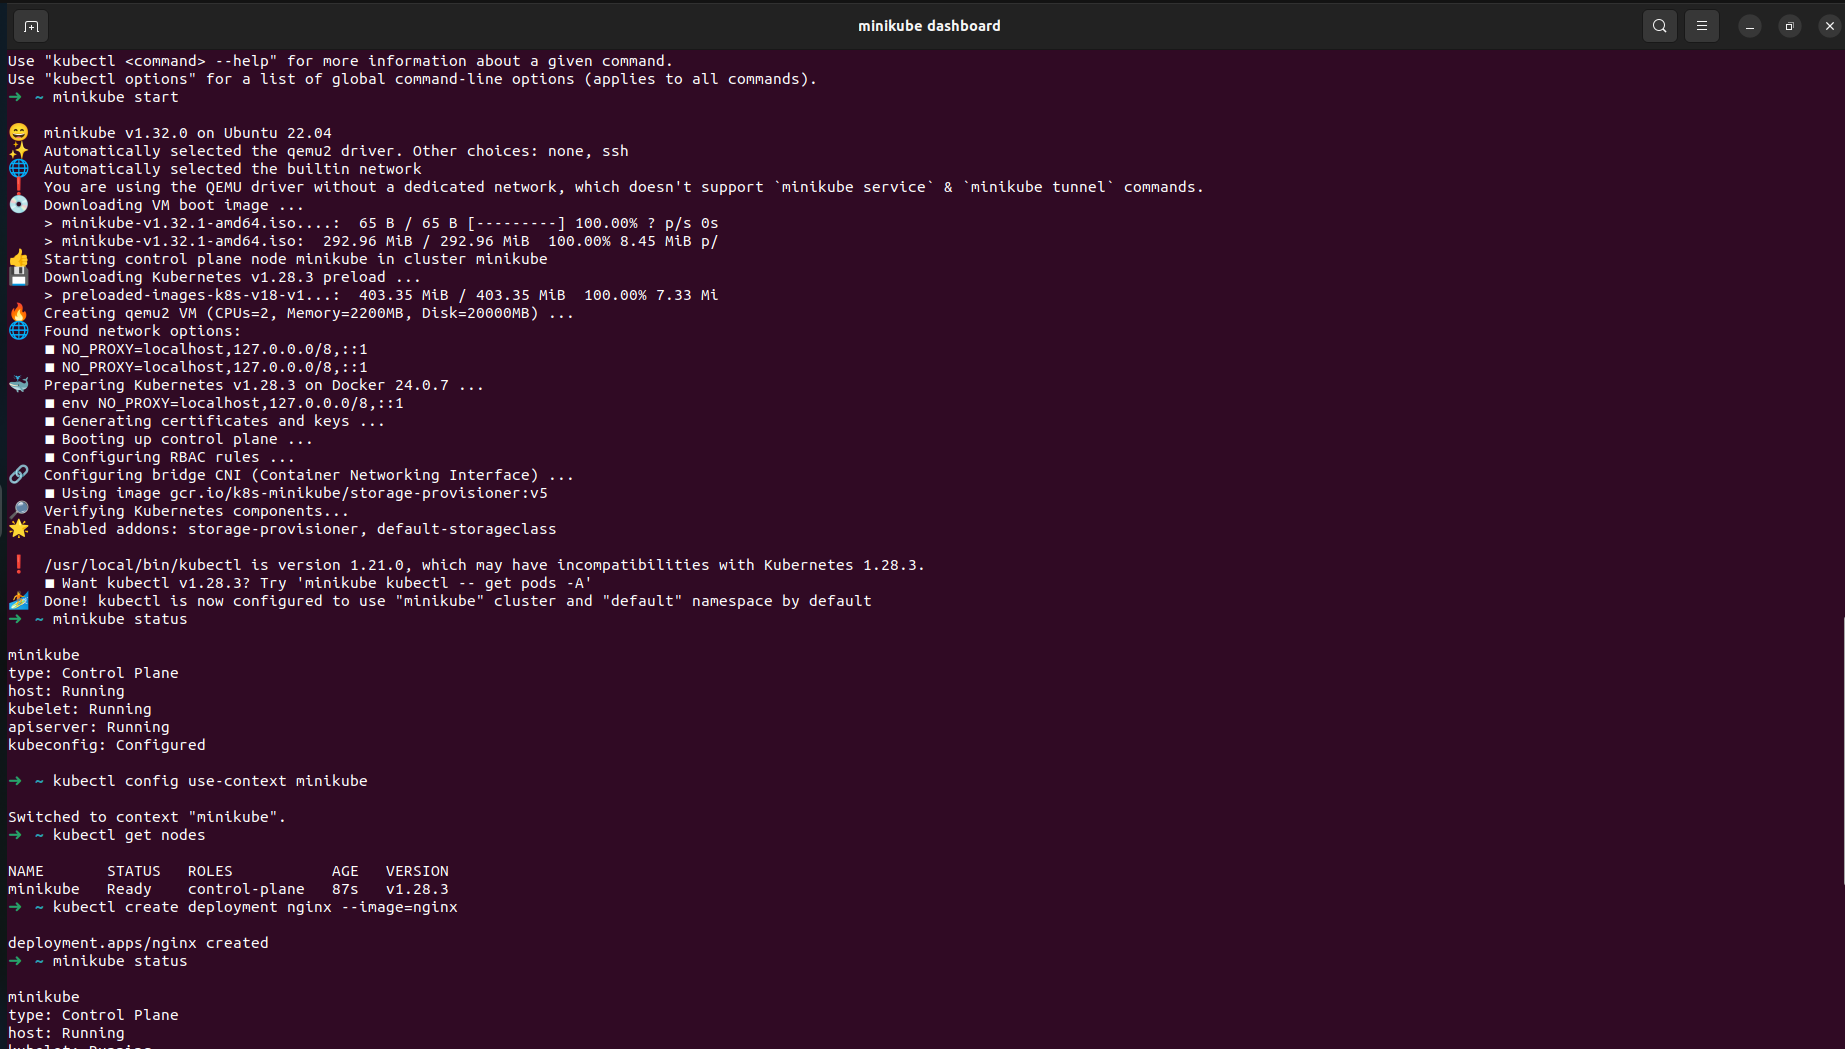 minikube dashboard
Use "kubectl <command> --help" for more information about a given command.
Use "kubectl options" for a list of global command-line options (applies to all commands).
➜ ~ minikube start
😄 minikube v1.32.0 on Ubuntu 22.04
✨ Automatically selected the qemu2 driver. Other choices: none, ssh
🌐 Automatically selected the builtin network
❗ You are using the QEMU driver without a dedicated network, which doesn't support `minikube service` & `minikube tunnel` commands.
💿 Downloading VM boot image ...
> minikube-v1.32.1-amd64.iso....: 65 B / 65 B [---------] 100.00% ? p/s 0s
> minikube-v1.32.1-amd64.iso: 292.96 MiB / 292.96 MiB 100.00% 8.45 MiB p/
👍 Starting control plane node minikube in cluster minikube
💾 Downloading Kubernetes v1.28.3 preload ...
> preloaded-images-k8s-v18-v1...: 403.35 MiB / 403.35 MiB 100.00% 7.33 Mi
🔥 Creating qemu2 VM (CPUs=2, Memory=2200MB, Disk=20000MB) ...
🌐 Found network options:
■ NO_PROXY=localhost,127.0.0.0/8,::1
■ NO_PROXY=localhost,127.0.0.0/8,::1
🐳 Preparing Kubernetes v1.28.3 on Docker 24.0.7 ...
■ env NO_PROXY=localhost,127.0.0.0/8,::1
■ Generating certificates and keys ...
■ Booting up control plane ...
■ Configuring RBAC rules ...
🔗 Configuring bridge CNI (Container Networking Interface) ...
■ Using image gcr.io/k8s-minikube/storage-provisioner:v5
🔎 Verifying Kubernetes components...
🌟 Enabled addons: storage-provisioner, default-storageclass
❗ /usr/local/bin/kubectl is version 1.21.0, which may have incompatibilities with Kubernetes 1.28.3.
■ Want kubectl v1.28.3? Try 'minikube kubectl -- get pods -A'
🏄 Done! kubectl is now configured to use "minikube" cluster and "default" namespace by default
➜ ~ minikube status
minikube
type: Control Plane
host: Running
kubelet: Running
apiserver: Running
kubeconfig: Configured
➜ ~ kubectl config use-context minikube
Switched to context "minikube".
➜ ~ kubectl get nodes
NAME STATUS ROLES AGE VERSION
minikube Ready control-plane 87s v1.28.3
➜ ~ kubectl create deployment nginx --image=nginx
deployment.apps/nginx created
➜ ~ minikube status
minikube
type: Control Plane
host: Running
kubelet: Running